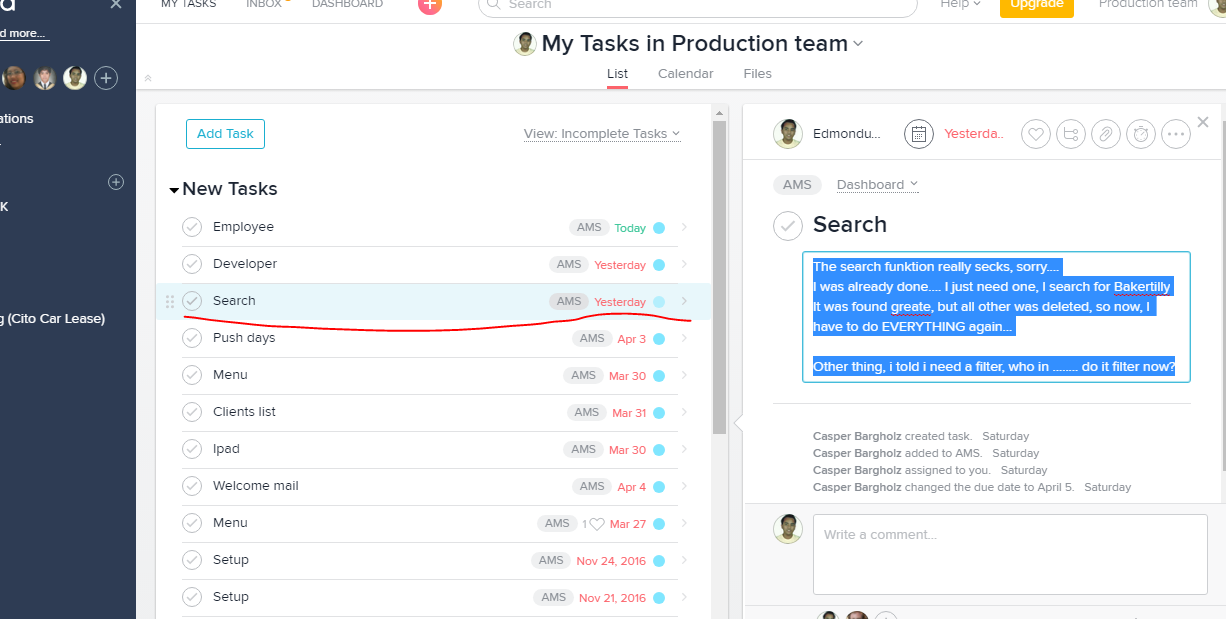 MY TASKS
INBOX
DASHBOARD
Search
Help
Upgrade
Production team
d more...
ations
K
g (Cito Car Lease)
My Tasks in Production team
List
Calendar
Files
Add Task
View: Incomplete Tasks
New Tasks
Employee AMS Today
Developer AMS Yesterday
Search AMS Yesterday
Push days AMS Apr 3
Menu AMS Mar 30
Clients list AMS Mar 31
Ipad AMS Mar 30
Welcome mail AMS Apr 4
Menu AMS 1 Mar 27
Setup AMS Nov 24, 2016
Setup AMS Nov 21, 2016
Edmondu...
Yesterda..
AMS
Dashboard
Search
The search funktion really secks, sorry....
I was already done.... I just need one, I search for Bakertilly
It was found greate, but all other was deleted, so now, I
have to do EVERYTHING again...
Other thing, i told i need a filter, who in ........ do it filter now?
Casper Bargholz created task. Saturday
Casper Bargholz added to AMS. Saturday
Casper Bargholz assigned to you. Saturday
Casper Bargholz changed the due date to April 5. Saturday
Write a comment...